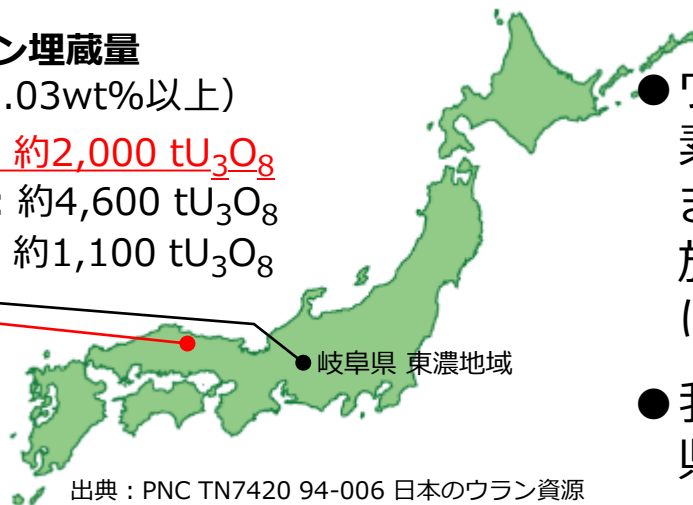 ン埋蔵量
.03wt%以上）
約2,000 tU₃O₈
: 約4,600 tU₃O₈
約1,100 tU₃O₈
岐阜県 東濃地域
出典：PNC TN7420 94-006 日本のウラン資源
●
ま
●
県